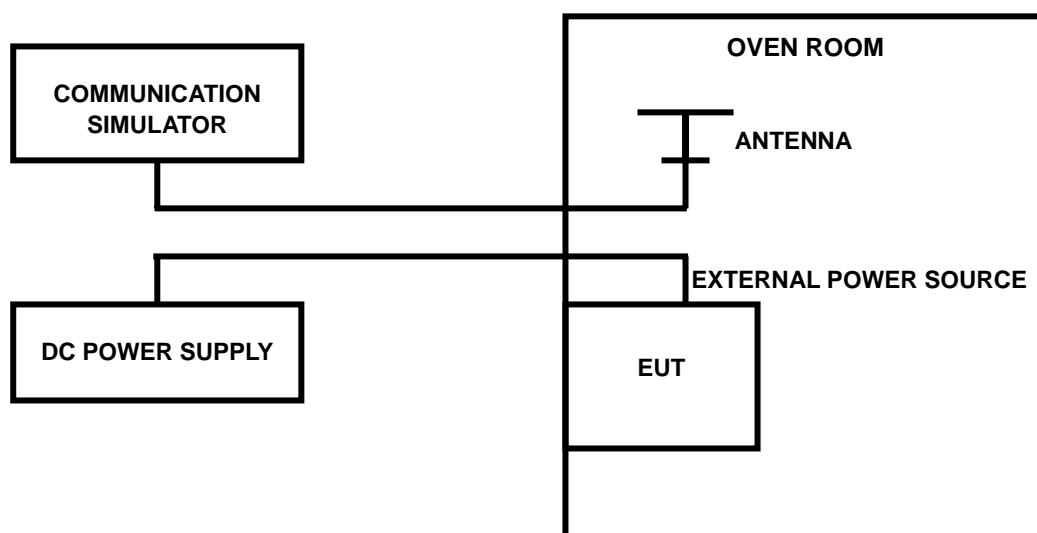 OVEN ROOM
COMMUNICATION
SIMULATOR
ANTENNA
EXTERNAL POWER SOURCE
DC POWER SUPPLY
EUT